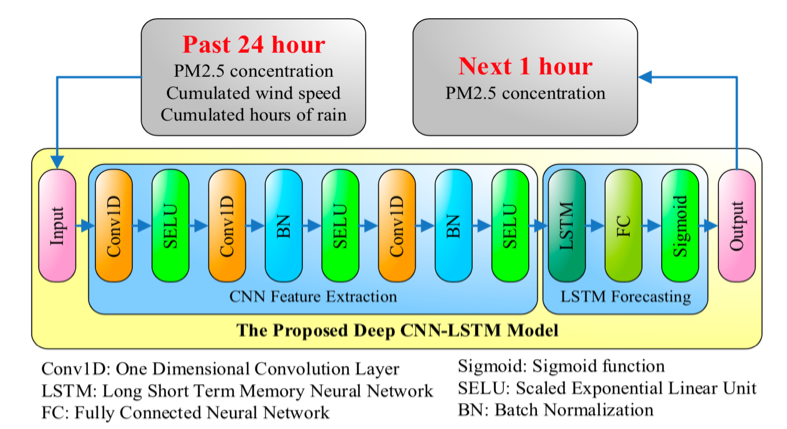 Past 24 hour
PM2.5 concentration
Cumulated wind speed
Cumulated hours of rain
Next 1 hour
PM2.5 concentration
Input
Conv1D
SELU
Conv1D
BN
SELU
Conv1D
BN
SELU
LSTM
FC
Sigmoid
Output
CNN Feature Extraction
LSTM Forecasting
The Proposed Deep CNN-LSTM Model
Conv1D: One Dimensional Convolution Layer
LSTM: Long Short Term Memory Neural Network
FC: Fully Connected Neural Network
Sigmoid: Sigmoid function
SELU: Scaled Exponential Linear Unit
BN: Batch Normalization